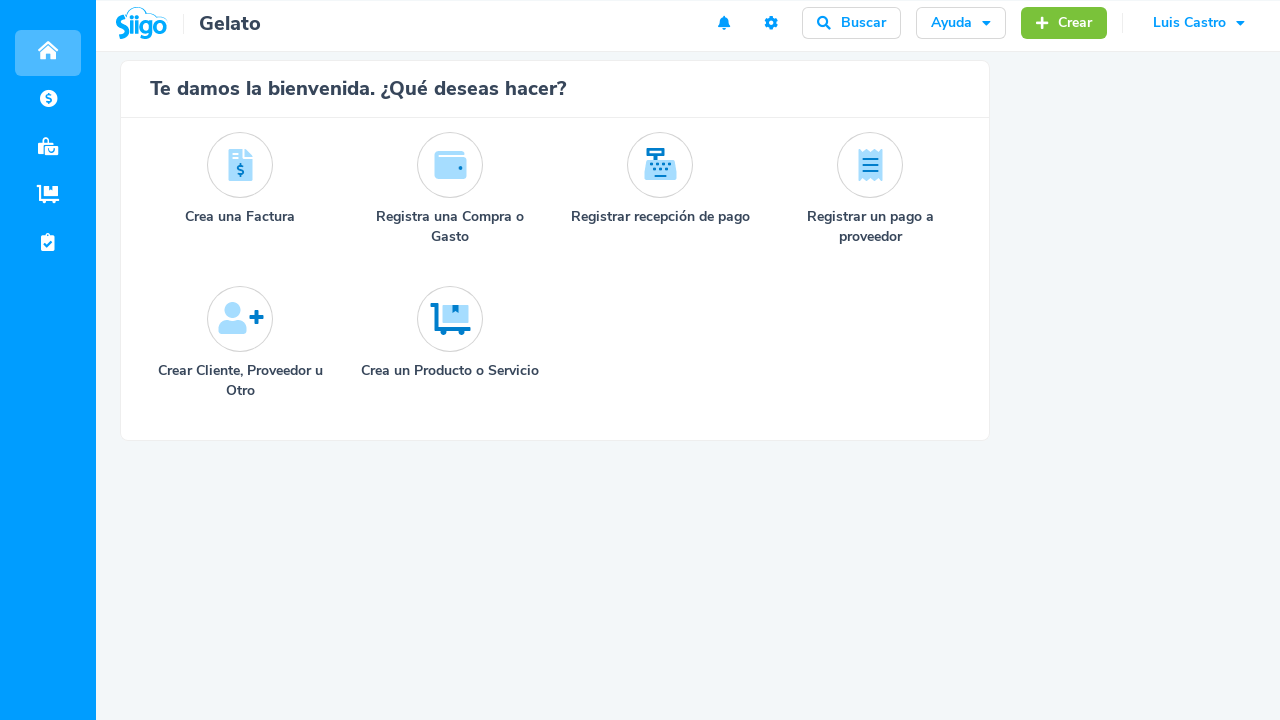 Siigo
Gelato
Buscar
Ayuda
Crear
Luis Castro
Te damos la bienvenida. ¿Qué deseas hacer?
Crea una Factura
Registra una Compra o
Gasto
Registrar recepción de pago
Registrar un pago a
proveedor
Crear Cliente, Proveedor u
Otro
Crea un Producto o Servicio